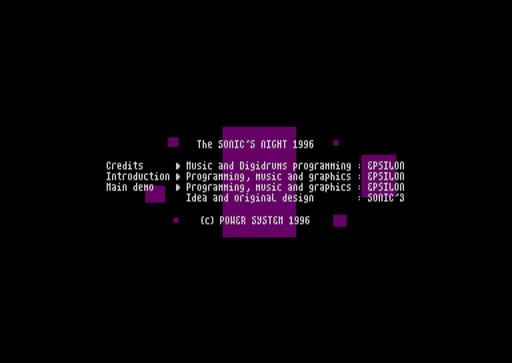 The SONIC'S NIGHT 1996
Credits ▶ Music and Digidrums programming : EPSILON
Introduction ▶ Programming, music and graphics : EPSILON
Main demo ▶ Programming, music and graphics : EPSILON
Idea and original design : SONIC'S
(c) POWER SYSTEM 1996